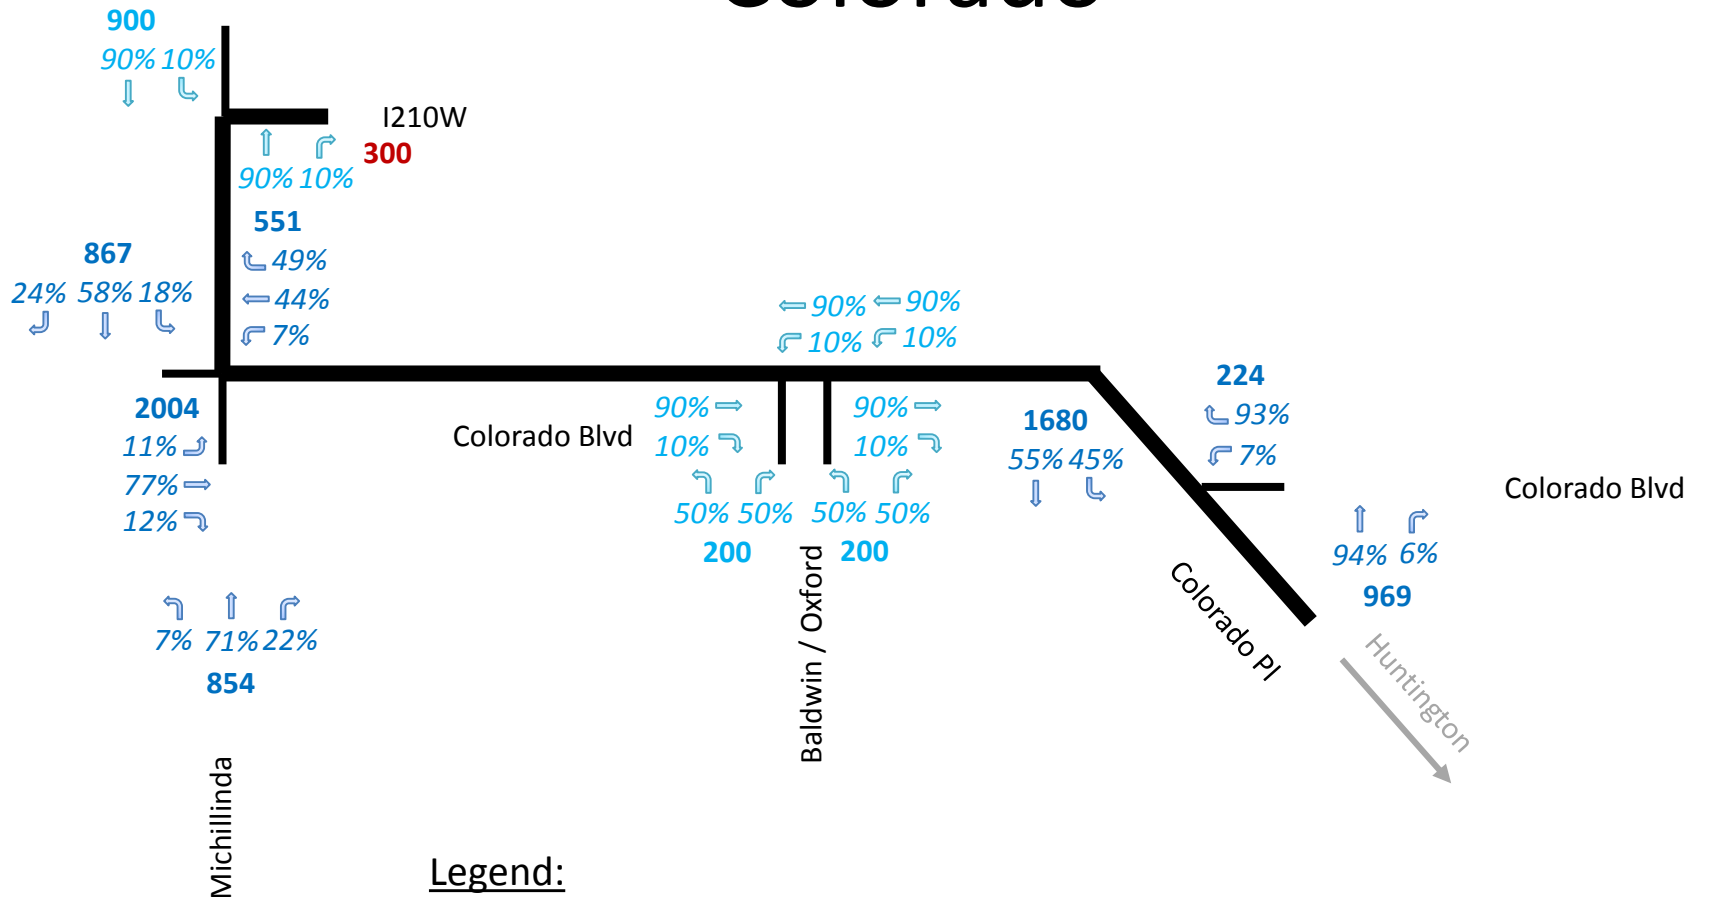 Colorado
900
90% 10%
I210W
300
90% 10%
551
867
49%
24% 58% 18%
44%
7%
90% 90%
10% 10%
2004
11%
77%
12%
Colorado Blvd
90% 90%
10% 10%
50% 50% 50% 50%
200 200
1680
55% 45%
224
93%
7%
Colorado Blvd
94% 6%
969
Baldwin / Oxford
Colorado Pl
Huntington
7% 71% 22%
854
Michillinda
Legend: